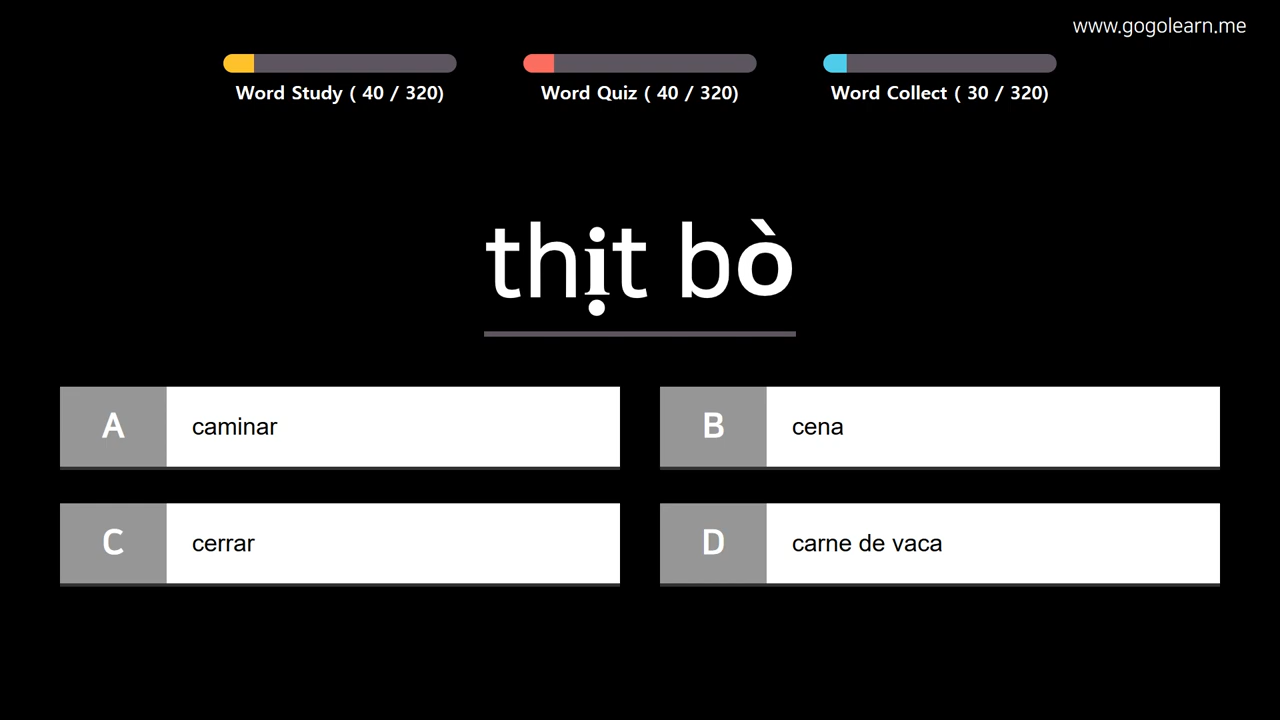 www.gogolearn.me
Word Study ( 40 / 320)
Word Quiz ( 40 / 320)
Word Collect ( 30 / 320)
thịt bò
A caminar
B cena
C cerrar
D carne de vaca